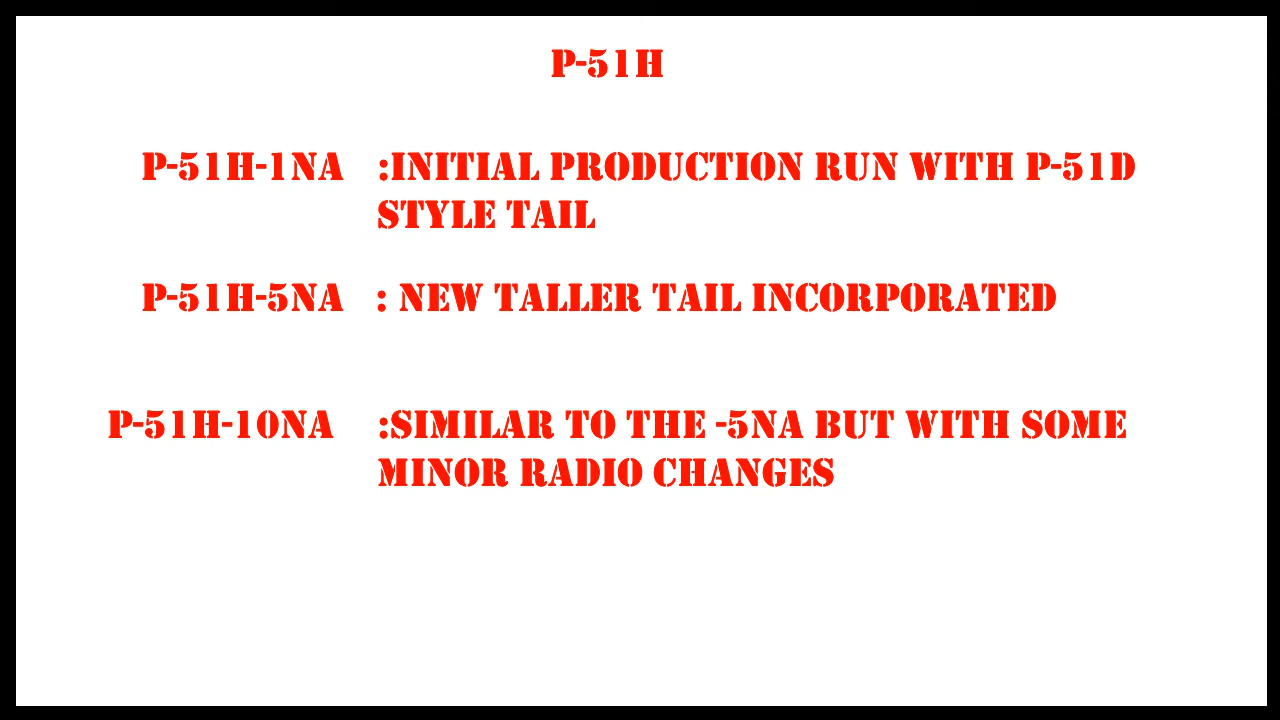 P-51H
P-51H-1NA :INITIAL PRODUCTION RUN WITH P-51D
STYLE TAIL
P-51H-5NA : NEW TALLER TAIL INCORPORATED
P-51H-10NA :SIMILAR TO THE -5NA BUT WITH SOME
MINOR RADIO CHANGES